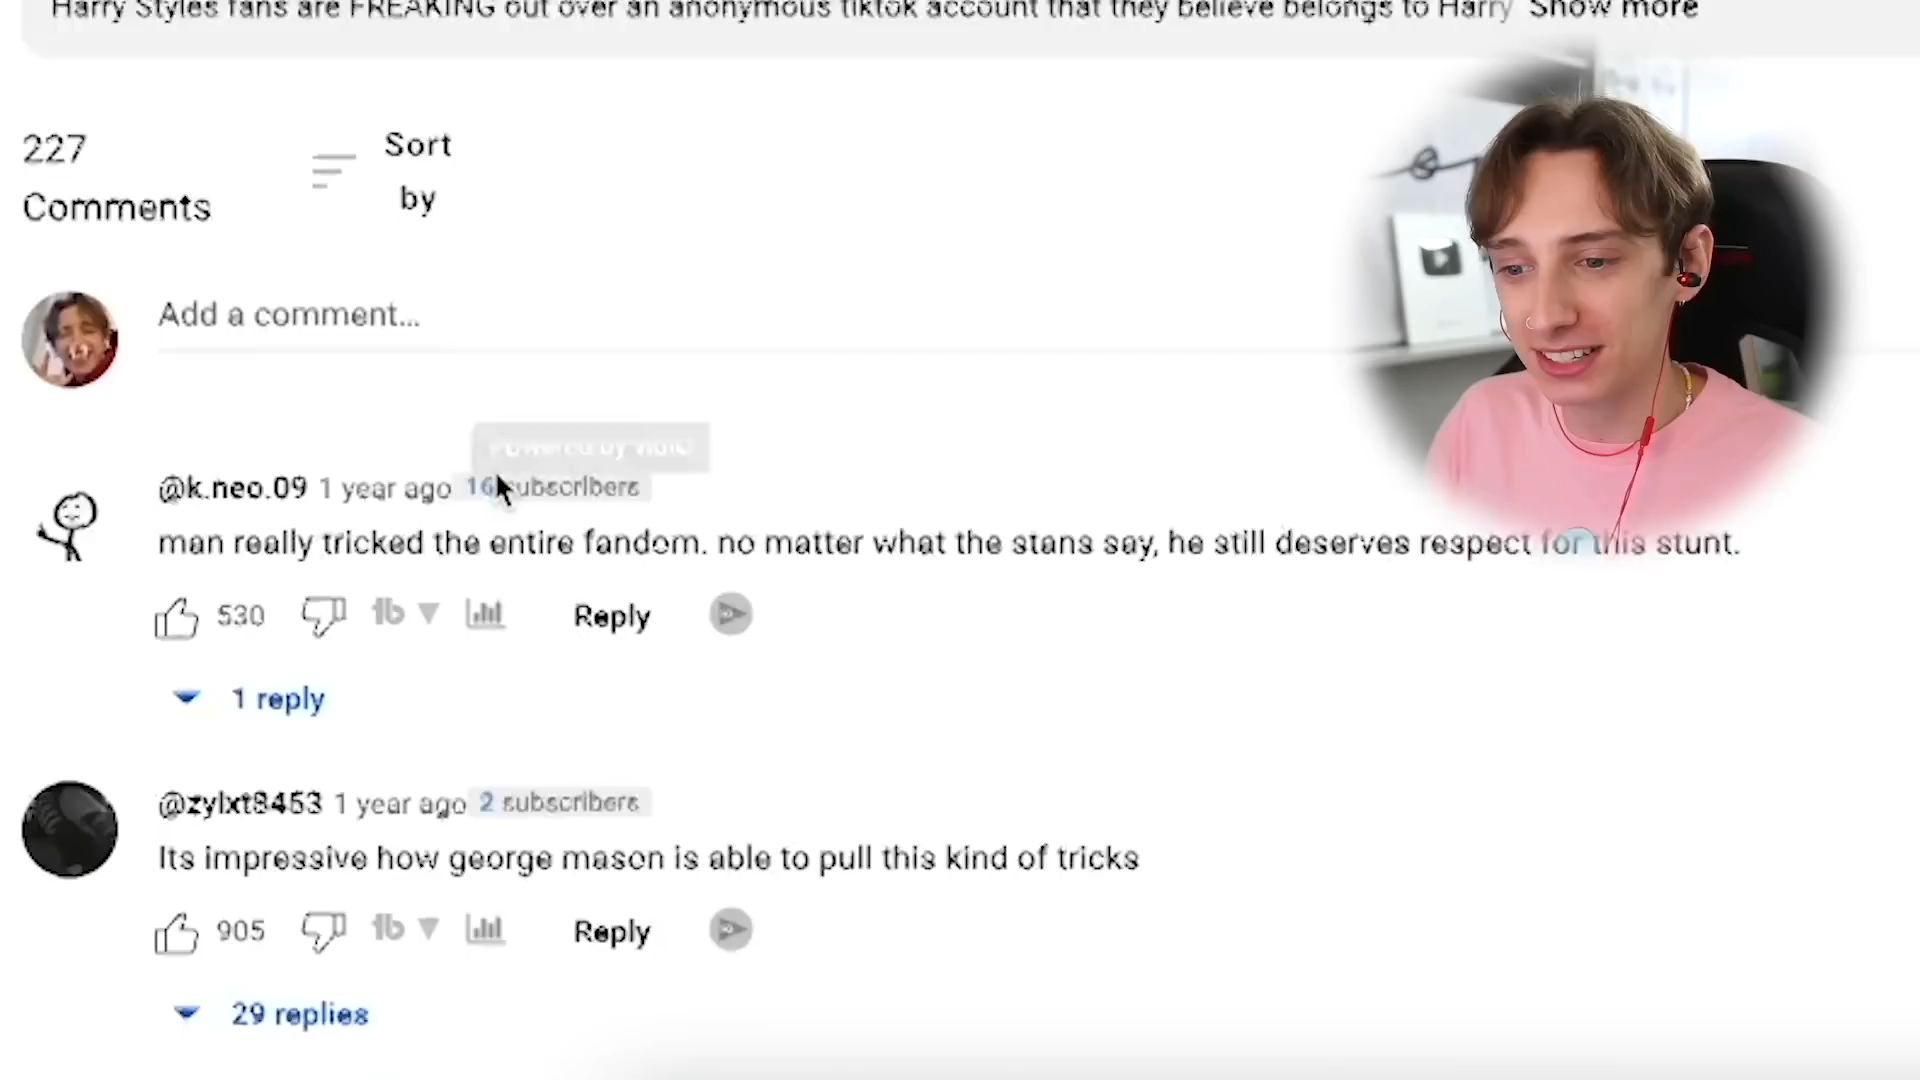 Harry Styles fans are FREAKING out over an anonymous tiktok account that they believe belongs to Harry Show more
227
Comments
Sort
by
Add a comment...
Powered by vidIQ
@k.neo.09 1 year ago 16 subscribers
man really tricked the entire fandom. no matter what the stans say, he still deserves respect for this stunt.
530 Reply
1 reply
@zylxt8453 1 year ago 2 subscribers
Its impressive how george mason is able to pull this kind of tricks
905 Reply
29 replies